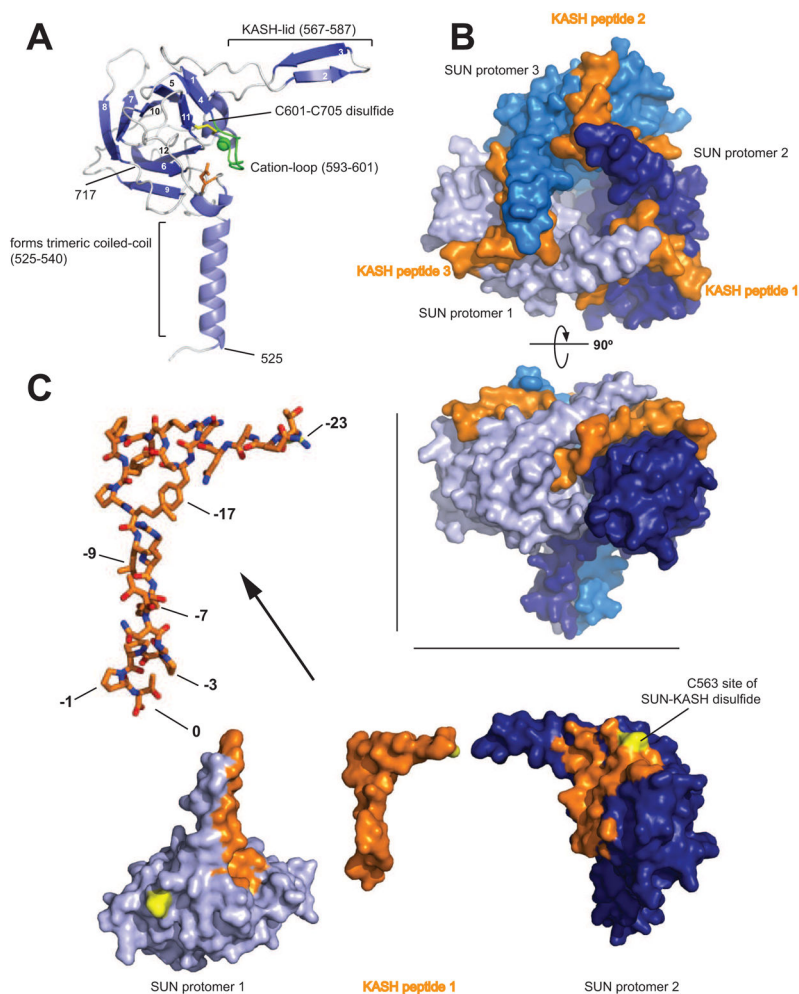 A
KASH-lid (567-587)
3
2
1
5
4
7
8
10
11
C601-C705 disulfide
12
6
Cation-loop (593-601)
9
717
forms trimeric coiled-coil
(525-540)
525
B
KASH peptide 2
SUN protomer 3
SUN protomer 2
KASH peptide 3
KASH peptide 1
SUN protomer 1
90º
C
-23
-17
-9
-7
-3
-1
0
C563 site of
SUN-KASH disulfide
SUN protomer 1
KASH peptide 1
SUN protomer 2